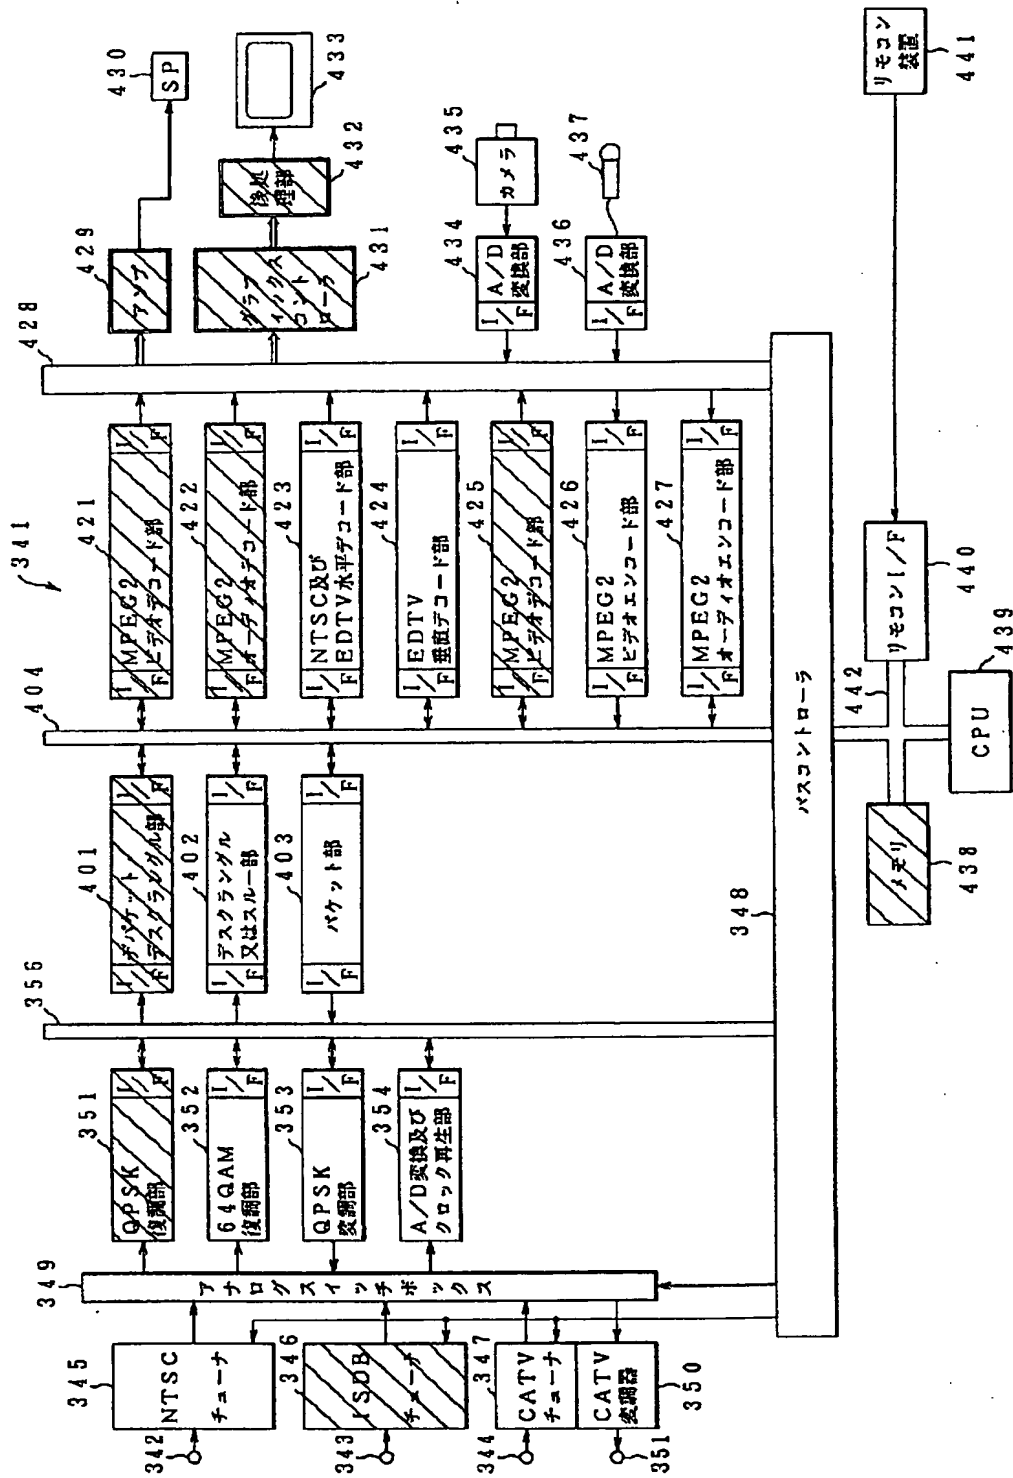 341
342
345
NTSC
チューナ
343
346
ISDB
チューナ
344
347
CATV
チューナ
CATV
変調器
350
351
349
アナログスイッチボックス
351
QPSK
復調部
I/F
352
64QAM
復調部
I/F
353
QPSK
変調部
I/F
354
A/D変換及び
クロック再生部
I/F
356
401
I/F
デパケット
デスクランブル部
I/F
402
I/F
デスクランブル
又はスルー部
I/F
403
I/F
パケット部
I/F
404
421
I/F
MPEG2
ビデオデコード部
I/F
422
I/F
MPEG2
オーディオデコード部
I/F
423
I/F
NTSC及び
EDTV水平デコード部
I/F
424
I/F
EDTV
垂直デコード部
I/F
425
I/F
MPEG2
ビデオデコード部
I/F
426
I/F
MPEG2
ビデオエンコード部
I/F
427
I/F
MPEG2
オーディオエンコード部
I/F
428
429
アンプ
430
SP
431
グラフ
ィックス
コント
ローラ
432
後処
理部
433
434
I/F
A/D
変換部
435
カメラ
436
I/F
A/D
変換部
437
348
バスコントローラ
438
メモリ
442
439
CPU
440
リモコンI/F
441
リモコン
装置